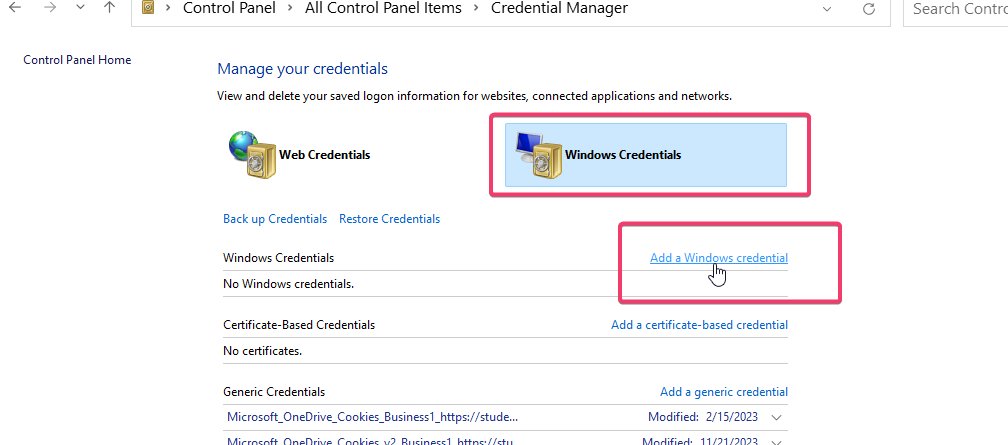 Control Panel > All Control Panel Items > Credential Manager
Search Contro
Control Panel Home
Manage your credentials
View and delete your saved logon information for websites, connected applications and networks.
Web Credentials
Windows Credentials
Back up Credentials Restore Credentials
Windows Credentials Add a Windows credential
No Windows credentials.
Certificate-Based Credentials Add a certificate-based credential
No certificates.
Generic Credentials Add a generic credential
Microsoft_OneDrive_Cookies_Business1_https://stude... Modified: 2/15/2023
Microsoft_OneDrive_Cookies_v2_Business1_https://stu... Modified: 11/21/2023